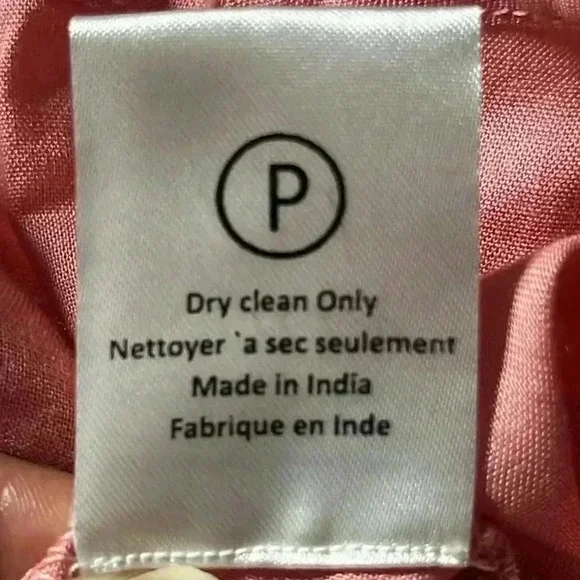 P
Dry clean Only
Nettoyer `a sec seulement
Made in India
Fabrique en Inde